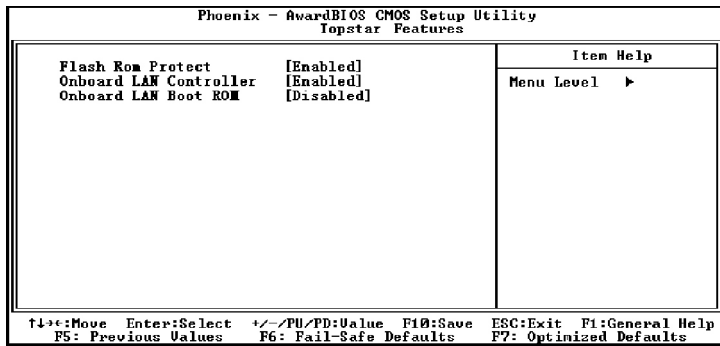 Phoenix - AwardBIOS CMOS Setup Utility
Topstar Features
Flash Rom Protect [Enabled]
Onboard LAN Controller [Enabled]
Onboard LAN Boot ROM [Disabled]
Item Help
Menu Level ►
↑↓→←:Move Enter:Select +/-/PU/PD:Value F10:Save ESC:Exit F1:General Help
F5: Previous Values F6: Fail-Safe Defaults F7: Optimized Defaults